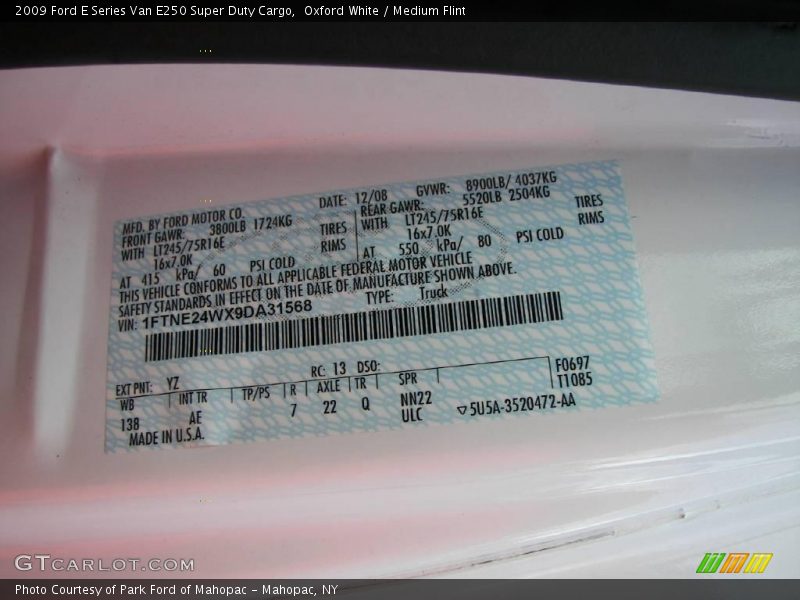 2009 Ford E Series Van E250 Super Duty Cargo, Oxford White / Medium Flint
MFD. BY FORD MOTOR CO.
DATE: 12/08 GVWR: 8900LB/ 4037KG
FRONT GAWR: 3800LB 1724KG
REAR GAWR: 5520LB 2504KG
WITH LT245/75R16E TIRES
WITH LT245/75R16E TIRES
16x7.0K RIMS
16x7.0K RIMS
AT 415 kPa/ 60 PSI COLD
AT 550 kPa/ 80 PSI COLD
THIS VEHICLE CONFORMS TO ALL APPLICABLE FEDERAL MOTOR VEHICLE
SAFETY STANDARDS IN EFFECT ON THE DATE OF MANUFACTURE SHOWN ABOVE.
VIN: 1FTNE24WX9DA31568 TYPE: Truck
EXT PNT: YZ RC: 13 DSO: F0697
WB INT TR TP/PS R AXLE TR SPR T1085
138 AE 7 22 Q NN22
ULC
MADE IN U.S.A. ▽5U5A-3520472-AA
GTCARLOT.COM
Photo Courtesy of Park Ford of Mahopac - Mahopac, NY